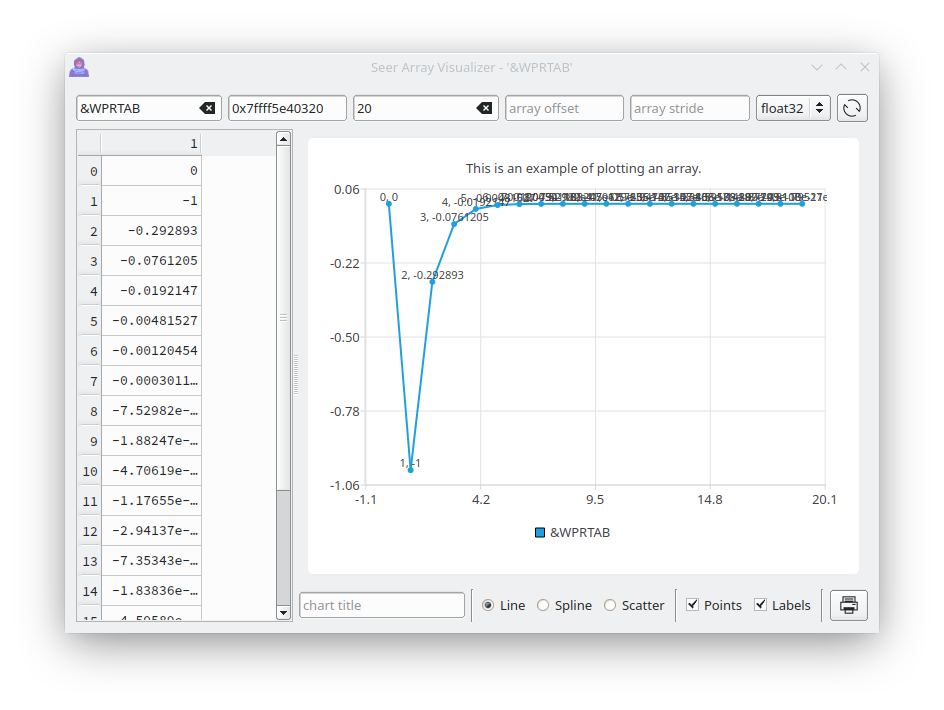 Seer Array Visualizer - '&WPRTAB'
&WPRTAB 0x7ffff5e40320 20 array offset array stride float32
1
0 0
1 -1
2 -0.292893
3 -0.0761205
4 -0.0192147
5 -0.00481527
6 -0.00120454
7 -0.0003011…
8 -7.52982e-…
9 -1.88247e-…
10 -4.70619e-…
11 -1.17655e-…
12 -2.94137e-…
13 -7.35343e-…
14 -1.83836e-…
This is an example of plotting an array.
0.06
0, 0
4, -0.0192147
3, -0.0761205
-0.22
2, -0.292893
-0.50
-0.78
1, -1
-1.06
-1.1 4.2 9.5 14.8 20.1
&WPRTAB
chart title Line Spline Scatter Points Labels